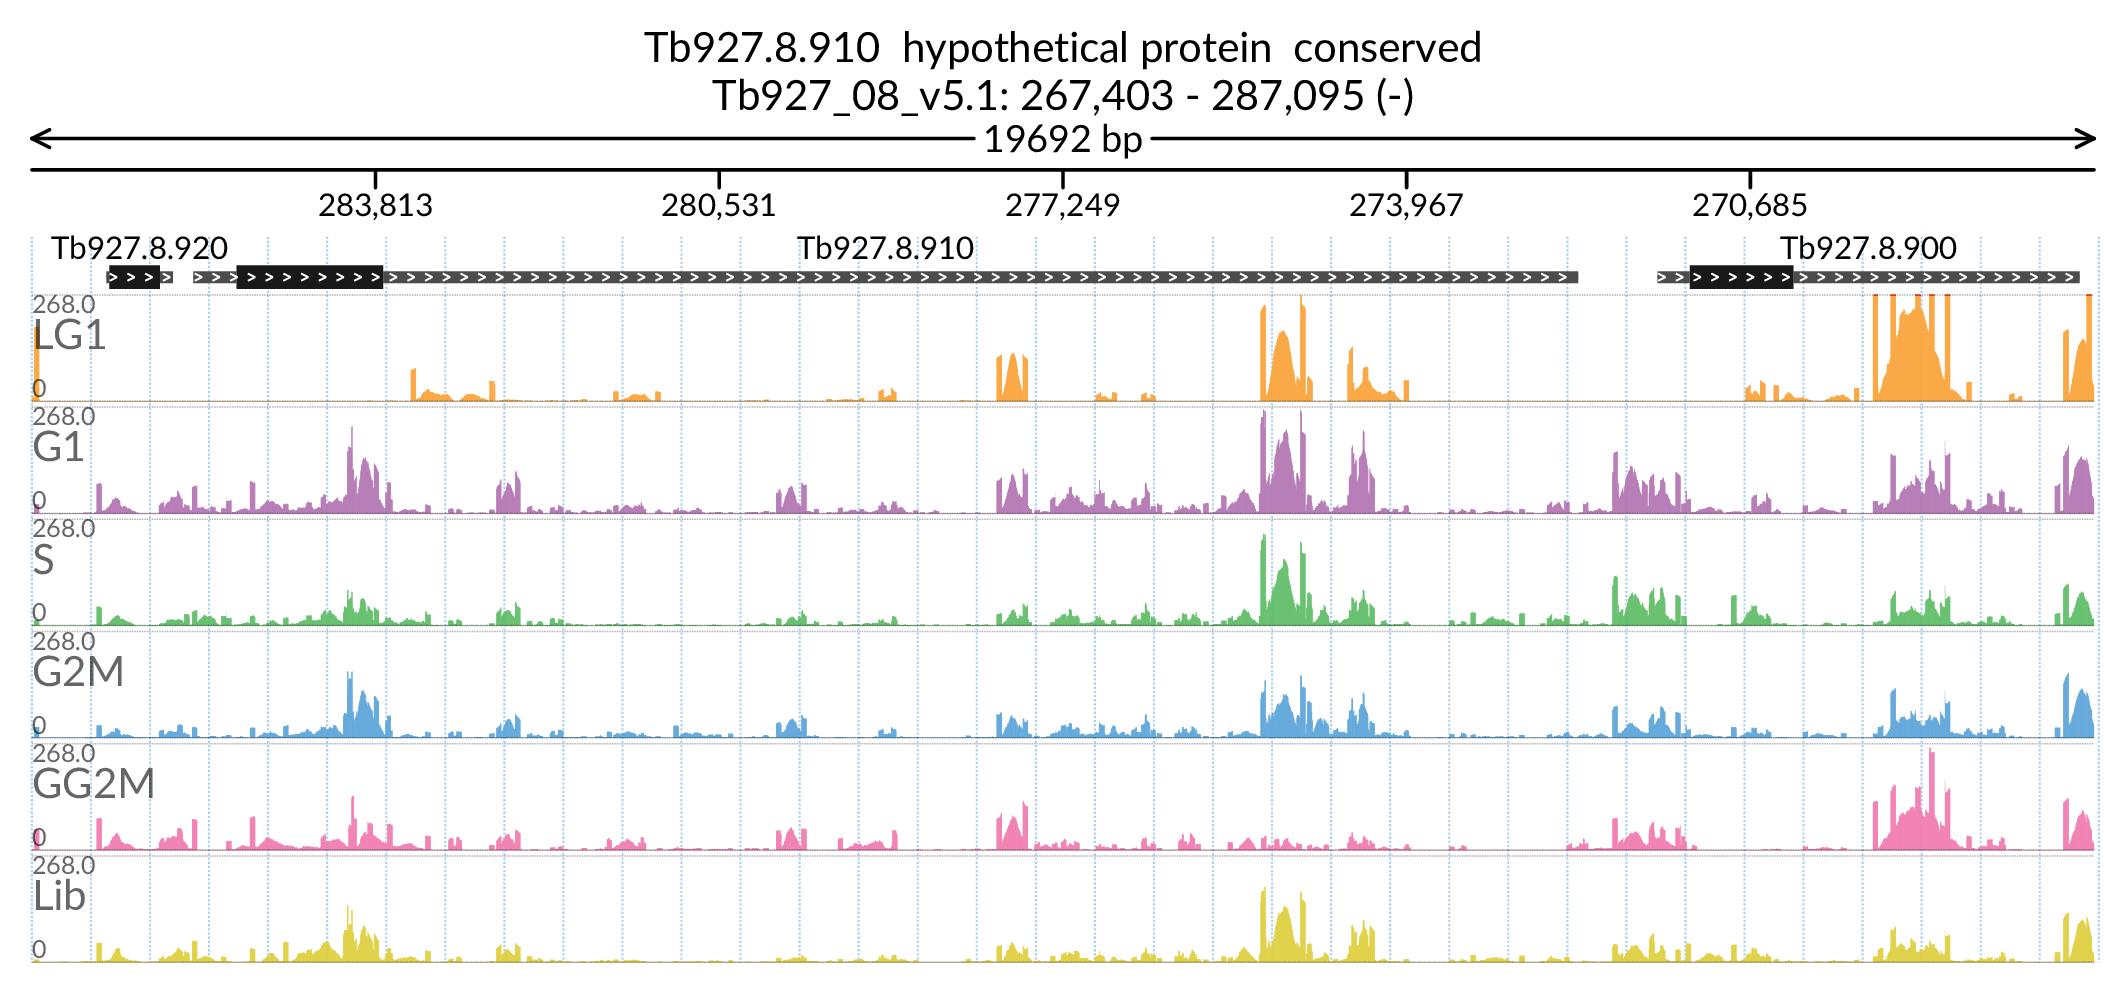 Tb927.8.910 hypothetical protein conserved
Tb927_08_v5.1: 267,403 - 287,095 (-)
19692 bp
283,813 280,531 277,249 273,967 270,685
Tb927.8.920 Tb927.8.910 Tb927.8.900
268.0
LG1
0
268.0
G1
0
268.0
S
0
268.0
G2M
0
268.0
GG2M
0
268.0
Lib
0